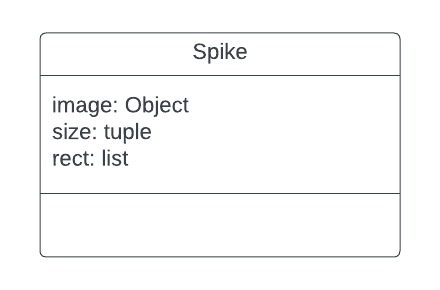 Spike
image: Object
size: tuple
rect: list